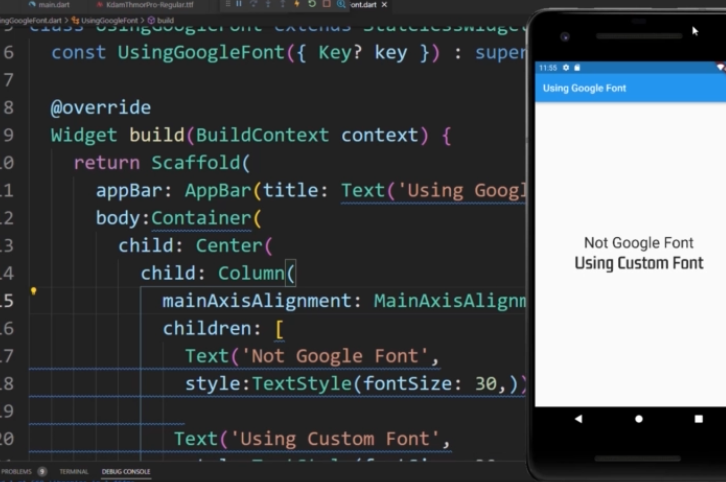 main.dart KdamThmorPro-Reguler.ttf ont.dart
ingGoogleFont.dart > UsingGoogleFont > build
5 class UsingGoogleFont extends StatelessWidget
6 const UsingGoogleFont({ Key? key }) : super
7
8 @override
9 Widget build(BuildContext context) {
10 return Scaffold(
11 appBar: AppBar(title: Text('Using Googl
12 body:Container(
13 child: Center(
14 child: Column(
15 mainAxisAlignment: MainAxisAlignm
16 children: [
17 Text('Not Google Font',
18 style:TextStyle(fontSize: 30,))
19
20 Text('Using Custom Font',
PROBLEMS 9 TERMINAL DEBUG CONSOLE
11:55
Using Google Font
Not Google Font
Using Custom Font